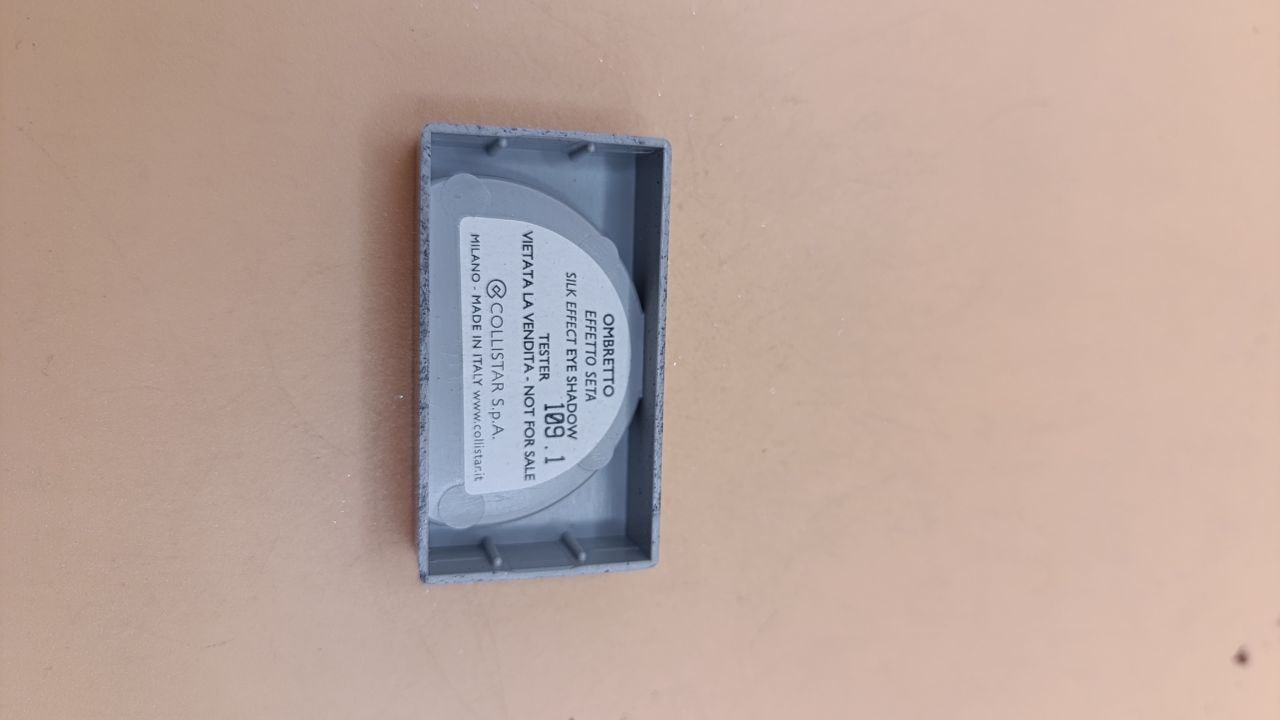 OMBRETTO
EFFETTO SETA
SILK EFFECT EYE SHADOW
TESTER 109.1
VIETATA LA VENDITA - NOT FOR SALE
COLLISTAR S.p.A.
MILANO - MADE IN ITALY www.collistar.it